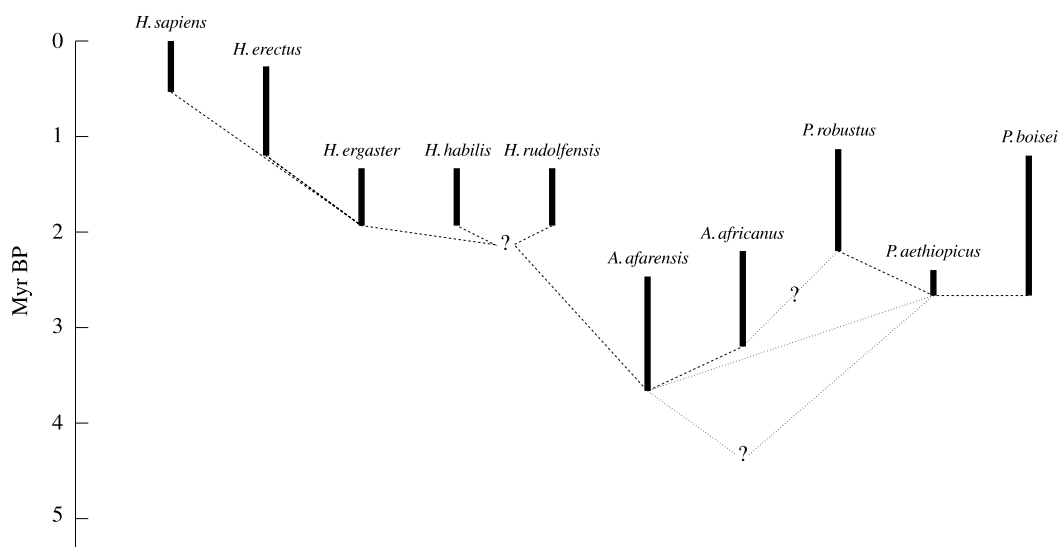 H. sapiens
0
H. erectus
1
P. robustus
P. boisei
H. ergaster
H. habilis
H. rudolfensis
2
?
A. africanus
A. afarensis
P. aethiopicus
Myr BP
?
3
4
?
5